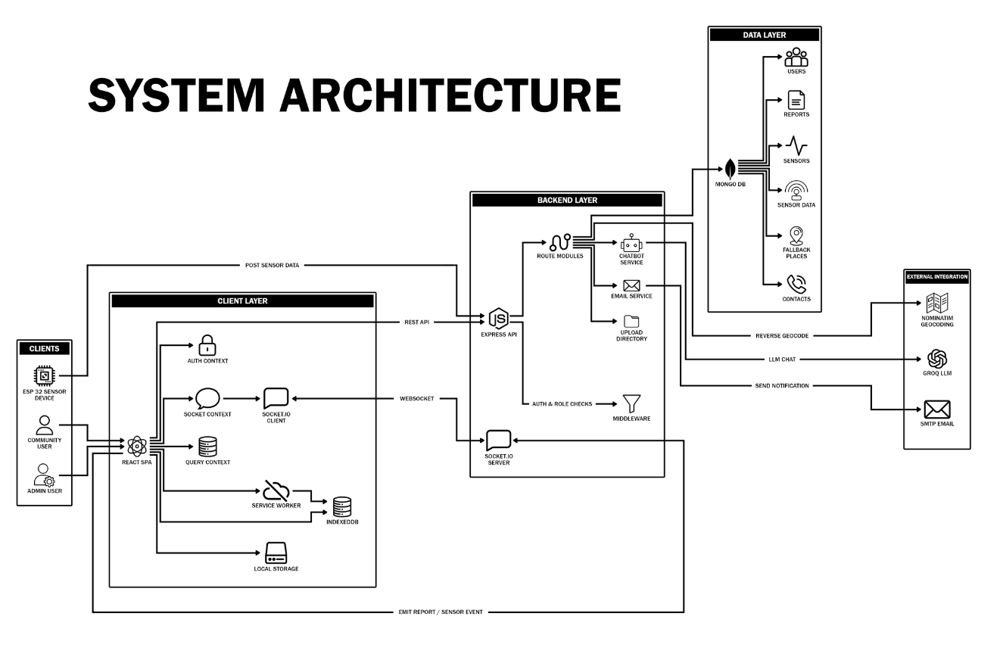 SYSTEM ARCHITECTURE
DATA LAYER
USERS
REPORTS
SENSORS
MONGO DB
SENSOR DATA
FALLBACK
PLACES
CONTACTS
BACKEND LAYER
ROUTE MODULES
CHATBOT
SERVICE
EMAIL SERVICE
UPLOAD
DIRECTORY
EXPRESS API
AUTH & ROLE CHECKS
MIDDLEWARE
SOCKET.IO
SERVER
EXTERNAL INTEGRATION
NOMINATIM
GEOCODING
GROQ LLM
SMTP EMAIL
REVERSE GEOCODE
LLM CHAT
SEND NOTIFICATION
POST SENSOR DATA
REST API
WEBSOCKET
CLIENT LAYER
AUTH CONTEXT
SOCKET CONTEXT
SOCKET.IO
CLIENT
REACT SPA
QUERY CONTEXT
SERVICE WORKER
INDEXEDDB
LOCAL STORAGE
CLIENTS
ESP 32 SENSOR
DEVICE
COMMUNITY
USER
ADMIN USER
EMIT REPORT / SENSOR EVENT
JS